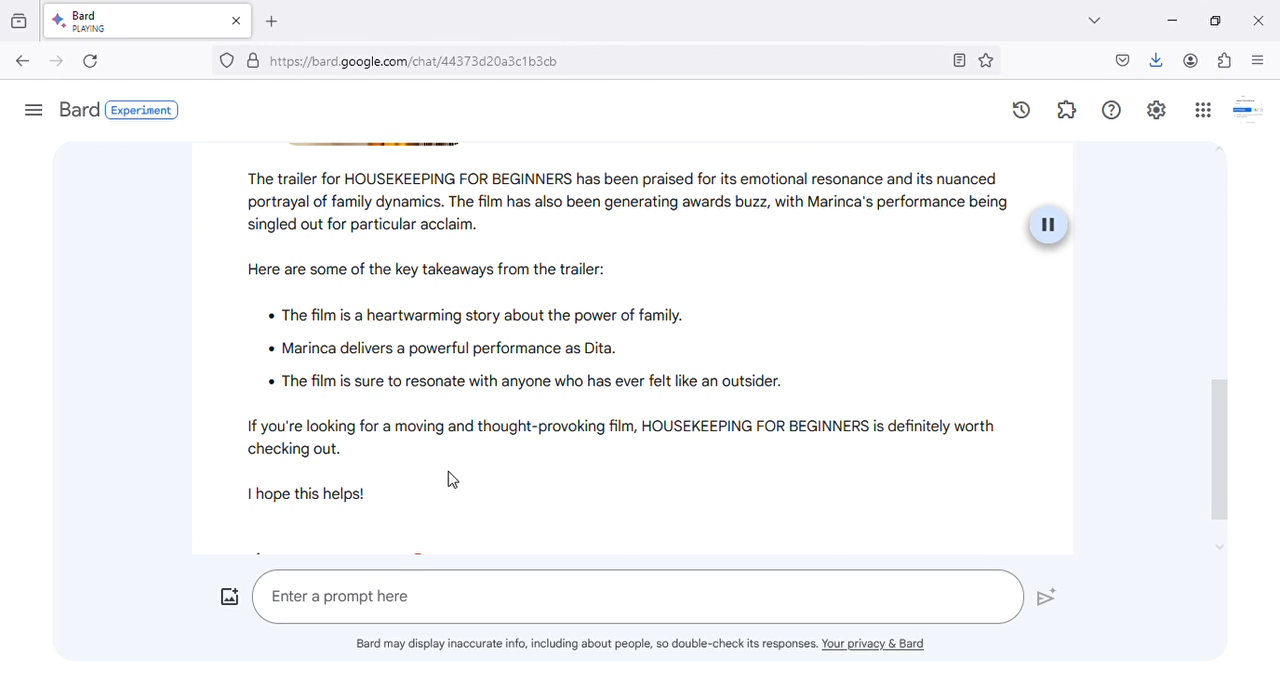 Bard
PLAYING
https://bard.google.com/chat/44373d20a3c1b3cb
Bard Experiment
The trailer for HOUSEKEEPING FOR BEGINNERS has been praised for its emotional resonance and its nuanced
portrayal of family dynamics. The film has also been generating awards buzz, with Marinca's performance being
singled out for particular acclaim.
Here are some of the key takeaways from the trailer:
• The film is a heartwarming story about the power of family.
• Marinca delivers a powerful performance as Dita.
• The film is sure to resonate with anyone who has ever felt like an outsider.
If you're looking for a moving and thought-provoking film, HOUSEKEEPING FOR BEGINNERS is definitely worth
checking out.
I hope this helps!
Enter a prompt here
Bard may display inaccurate info, including about people, so double-check its responses. Your privacy & Bard